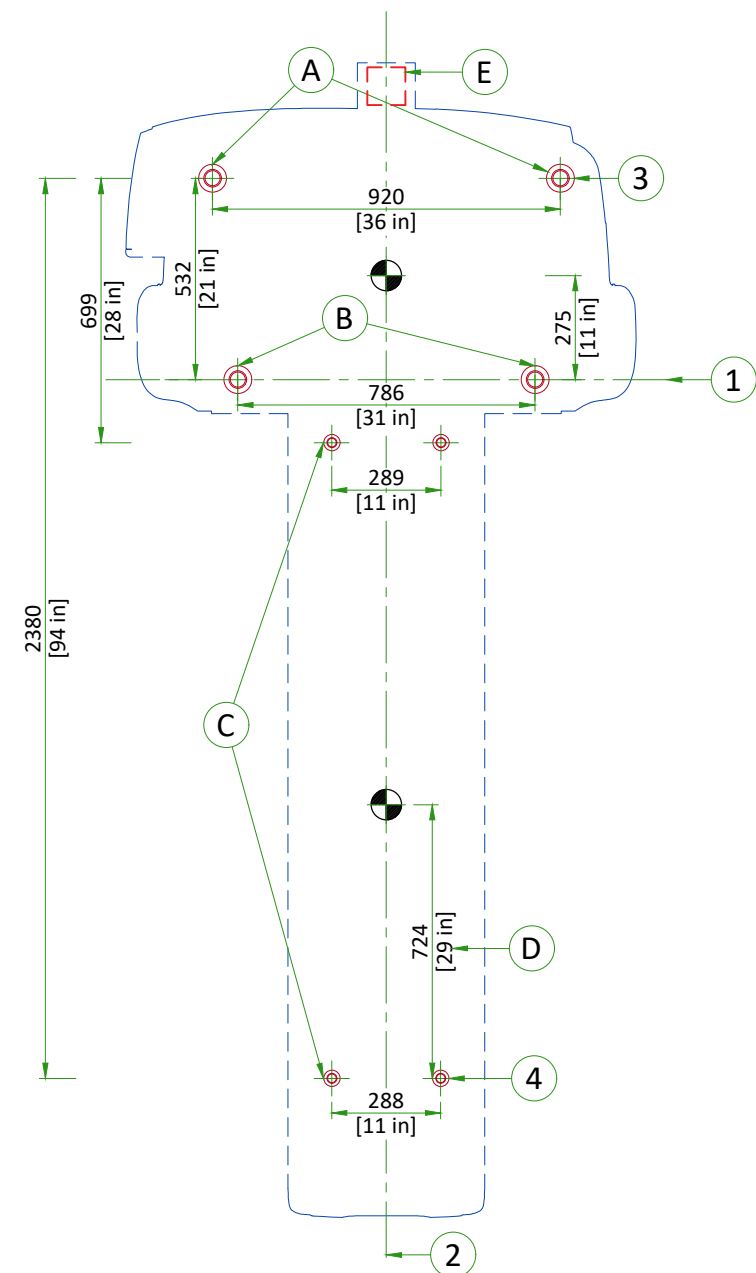 A
E
3
920
[36 in]
532
[21 in]
699
[28 in]
275
[11 in]
B
1
786
[31 in]
289
[11 in]
2380
[94 in]
C
724
[29 in]
D
4
288
[11 in]
2